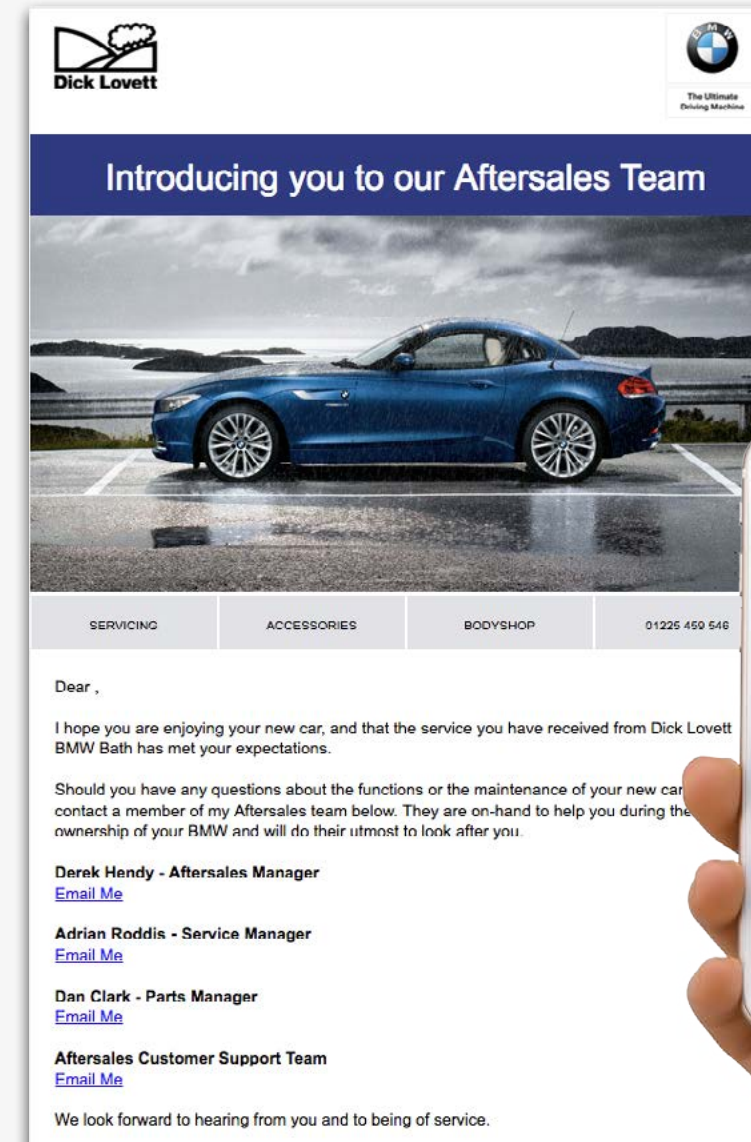 Dick Lovett
BMW
The Ultimate
Driving Machine
Introducing you to our Aftersales Team
SERVICING
ACCESSORIES
BODYSHOP
01225 459 546
Dear ,
I hope you are enjoying your new car, and that the service you have received from Dick Lovett
BMW Bath has met your expectations.
Should you have any questions about the functions or the maintenance of your new car
contact a member of my Aftersales team below. They are on-hand to help you during the
ownership of your BMW and will do their utmost to look after you.
Derek Hendy - Aftersales Manager
Email Me
Adrian Roddis - Service Manager
Email Me
Dan Clark - Parts Manager
Email Me
Aftersales Customer Support Team
Email Me
We look forward to hearing from you and to being of service.